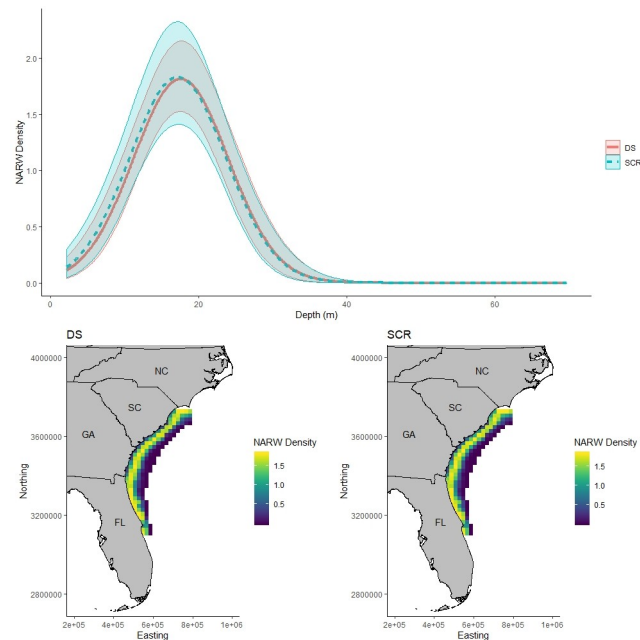 2.0
1.5
1.0
0.5
0.0
NARW Density
0
20
40
60
Depth (m)
DS
SCR
DS
4000000
3600000
3200000
2800000
Northing
NC
SC
GA
FL
2e+05
4e+05
6e+05
8e+05
1e+06
Easting
NARW Density
1.5
1.0
0.5
SCR
4000000
3600000
3200000
2800000
Northing
NC
SC
GA
FL
2e+05
4e+05
6e+05
8e+05
1e+06
Easting
NARW Density
1.5
1.0
0.5